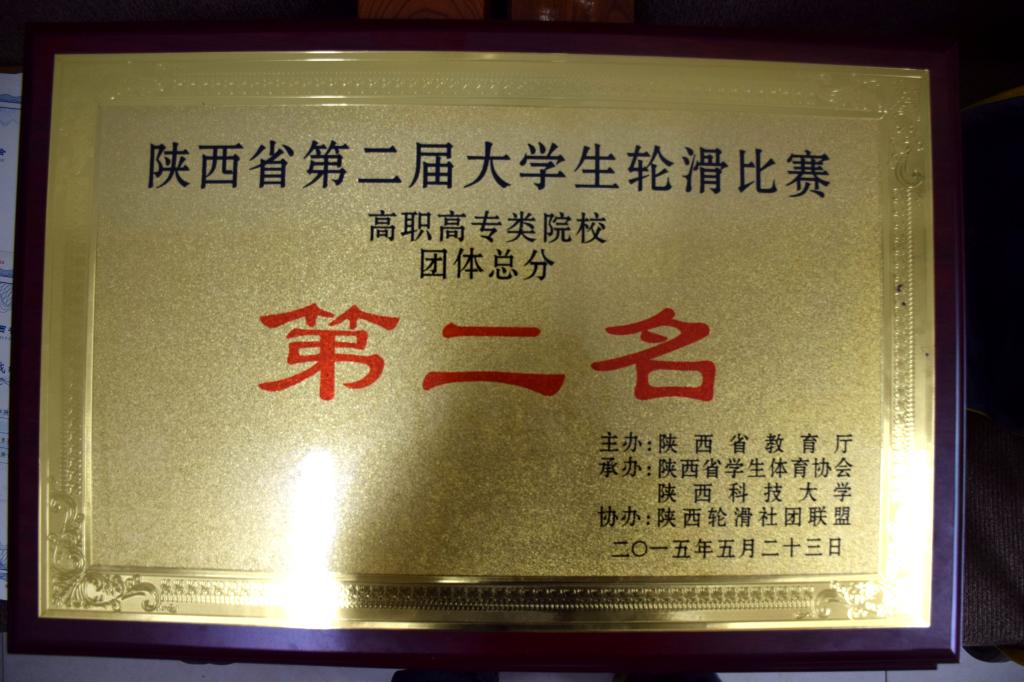 陕西省第二届大学生轮滑比赛
高职高专类院校
团体总分
第二名
主办:陕西省教育厅
承办:陕西省学生体育协会
陕西科技大学
协办:陕西轮滑社团联盟
二〇一五年五月二十三日